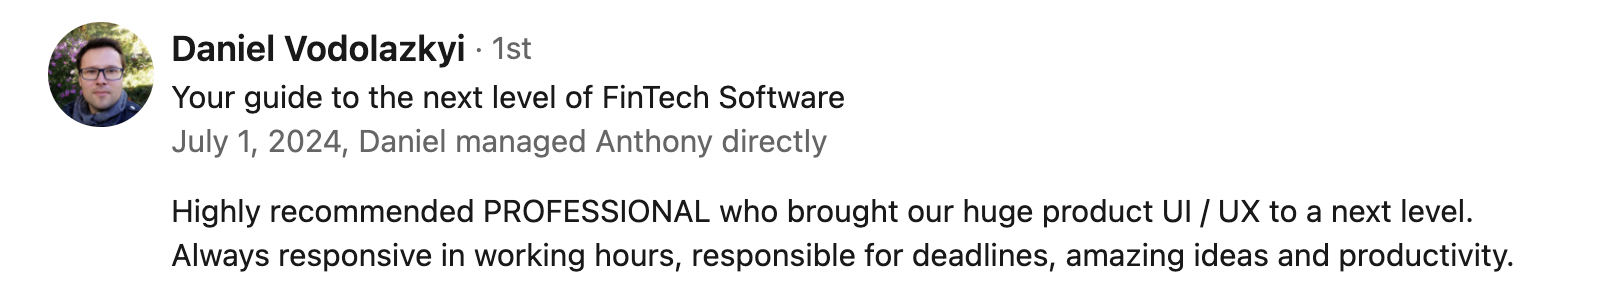 Daniel Vodolazkyi · 1st
Your guide to the next level of FinTech Software
July 1, 2024, Daniel managed Anthony directly
Highly recommended PROFESSIONAL who brought our huge product UI / UX to a next level.
Always responsive in working hours, responsible for deadlines, amazing ideas and productivity.